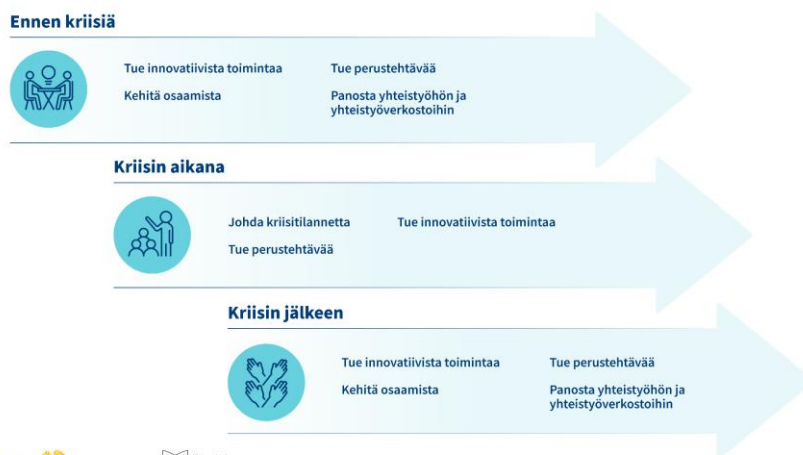 Ennen kriisiä
Tue innovatiivista toimintaa
Tue perustehtävää
Kehitä osaamista
Panosta yhteistyöhön ja
yhteistyöverkostoihin
Kriisin aikana
Johda kriisitilannetta
Tue innovatiivista toimintaa
Tue perustehtävää
Kriisin jälkeen
Tue innovatiivista toimintaa
Tue perustehtävää
Kehitä osaamista
Panosta yhteistyöhön ja
yhteistyöverkostoihin